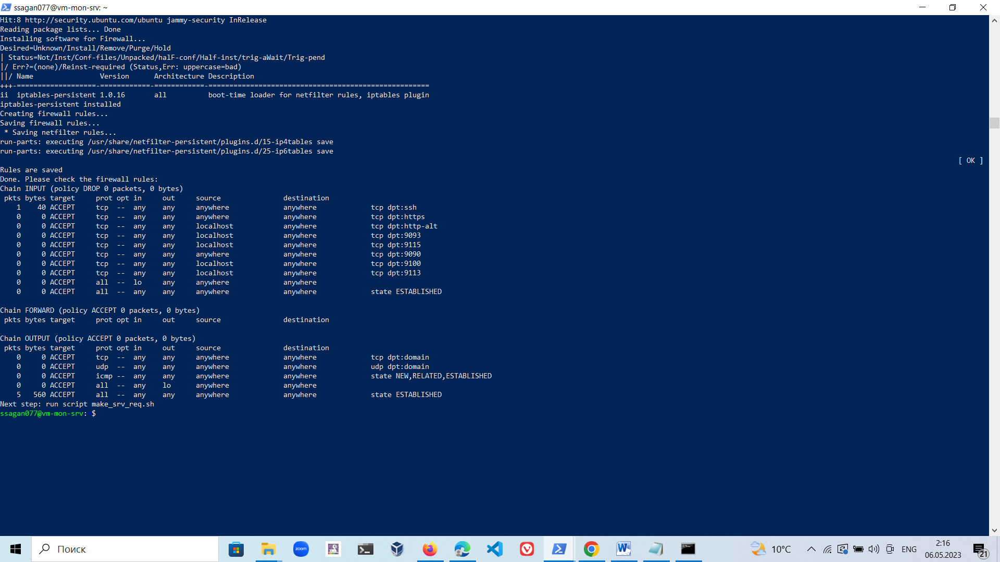 ssagan077@vm-mon-srv: ~
Hit:8 http://security.ubuntu.com/ubuntu jammy-security InRelease
Reading package lists... Done
Installing software for Firewall...
Desired=Unknown/Install/Remove/Purge/Hold
| Status=Not/Inst/Conf-files/Unpacked/halF-conf/Half-inst/trig-aWait/Trig-pend
|/ Err?=(none)/Reinst-required (Status,Err: uppercase=bad)
||/ Name                Version      Architecture Description
+++-===================-============-============-=====================================================
ii  iptables-persistent 1.0.16       all          boot-time loader for netfilter rules, iptables plugin
iptables-persistent installed
Creating firewall rules...
Saving firewall rules...
 * Saving netfilter rules...
run-parts: executing /usr/share/netfilter-persistent/plugins.d/15-ip4tables save
run-parts: executing /usr/share/netfilter-persistent/plugins.d/25-ip6tables save
[ OK ]
Rules are saved
Done. Please check the firewall rules:
Chain INPUT (policy DROP 0 packets, 0 bytes)
 pkts bytes target     prot opt in     out     source               destination
    1    40 ACCEPT     tcp  --  any    any     anywhere             anywhere             tcp dpt:ssh
    0     0 ACCEPT     tcp  --  any    any     anywhere             anywhere             tcp dpt:https
    0     0 ACCEPT     tcp  --  any    any     localhost            anywhere             tcp dpt:http-alt
    0     0 ACCEPT     tcp  --  any    any     localhost            anywhere             tcp dpt:9093
    0     0 ACCEPT     tcp  --  any    any     localhost            anywhere             tcp dpt:9115
    0     0 ACCEPT     tcp  --  any    any     anywhere             anywhere             tcp dpt:9090
    0     0 ACCEPT     tcp  --  any    any     localhost            anywhere             tcp dpt:9100
    0     0 ACCEPT     tcp  --  any    any     localhost            anywhere             tcp dpt:9113
    0     0 ACCEPT     all  --  lo     any     anywhere             anywhere
    0     0 ACCEPT     all  --  any    any     anywhere             anywhere             state ESTABLISHED
Chain FORWARD (policy ACCEPT 0 packets, 0 bytes)
 pkts bytes target     prot opt in     out     source               destination
Chain OUTPUT (policy ACCEPT 0 packets, 0 bytes)
 pkts bytes target     prot opt in     out     source               destination
    0     0 ACCEPT     tcp  --  any    any     anywhere             anywhere             tcp dpt:domain
    0     0 ACCEPT     udp  --  any    any     anywhere             anywhere             udp dpt:domain
    0     0 ACCEPT     icmp --  any    any     anywhere             anywhere             state NEW,RELATED,ESTABLISHED
    0     0 ACCEPT     all  --  any    lo      anywhere             anywhere
    5   560 ACCEPT     all  --  any    any     anywhere             anywhere             state ESTABLISHED
Next step: run script make_srv_req.sh
ssagan077@vm-mon-srv: $
Поиск
zoom
10°C
ENG
2:16
06.05.2023
21